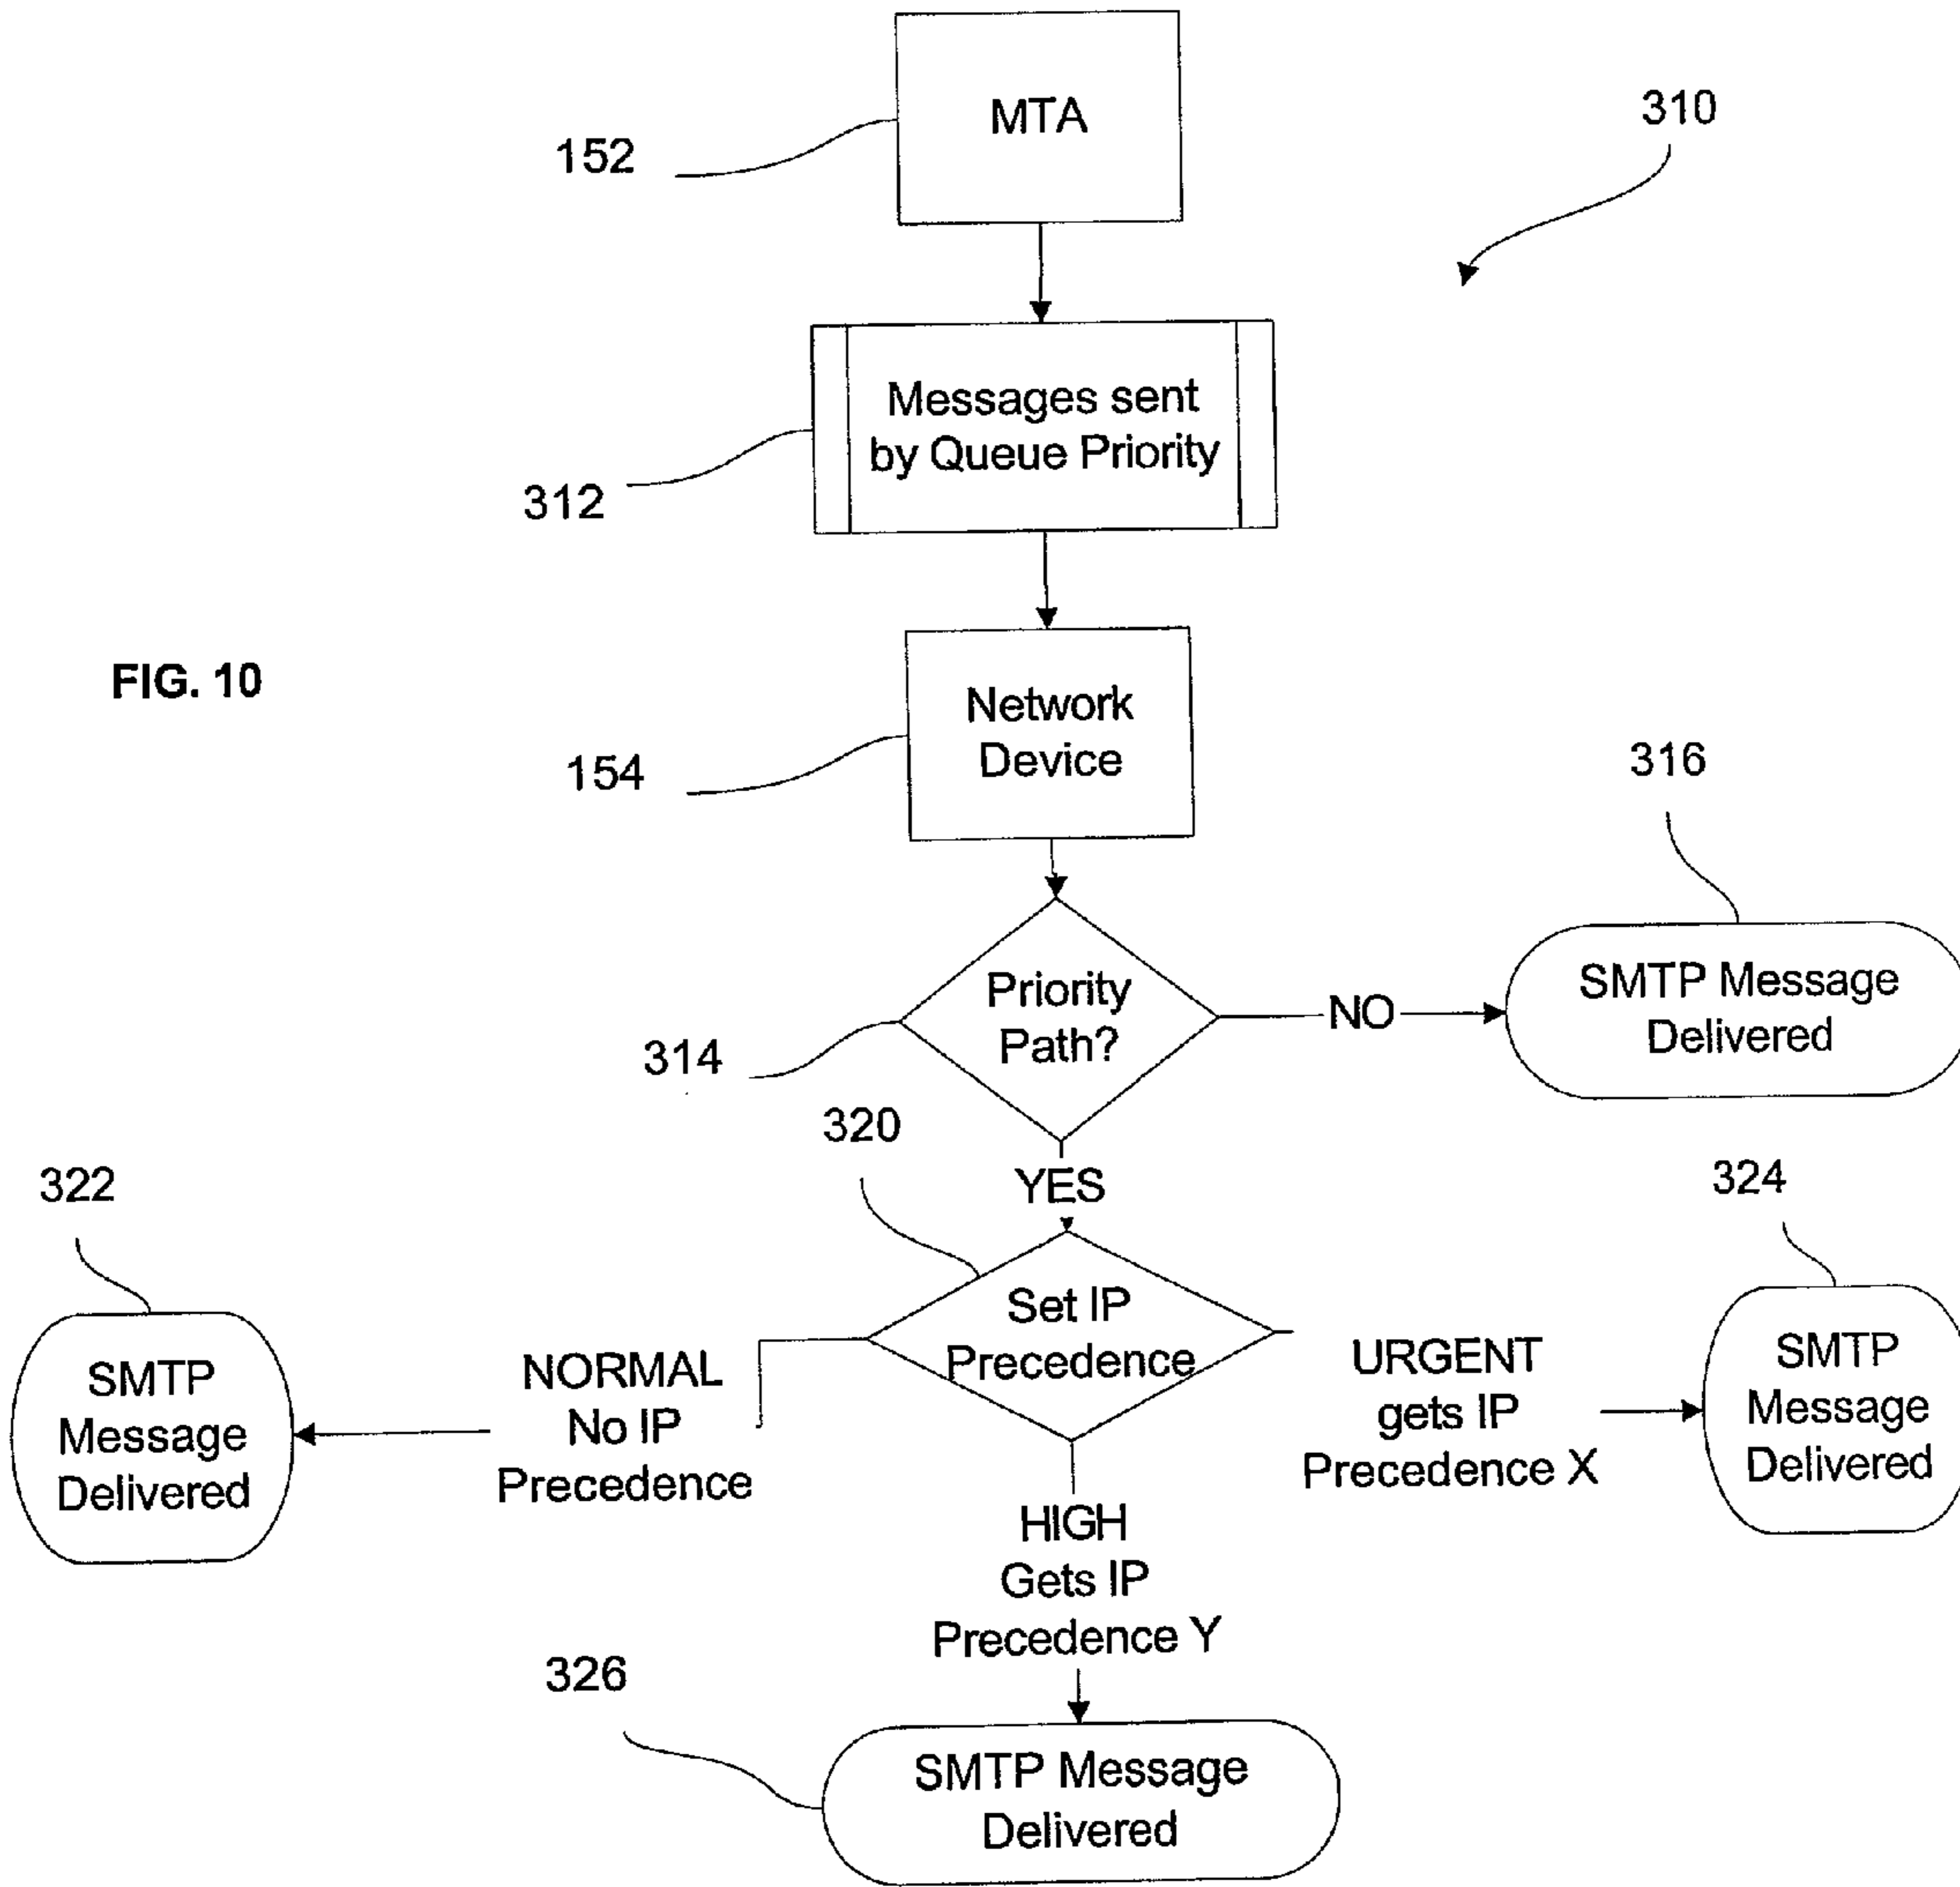 MTA
152
310
Messages sent
by Queue Priority
312
FIG. 10
Network
Device
154
316
Priority
Path?
NO
SMTP Message
Delivered
314
320
YES
322
324
Set IP
Precedence
NORMAL
No IP
Precedence
SMTP
Message
Delivered
URGENT
gets IP
Precedence X
SMTP
Message
Delivered
HIGH
Gets IP
Precedence Y
326
SMTP Message
Delivered